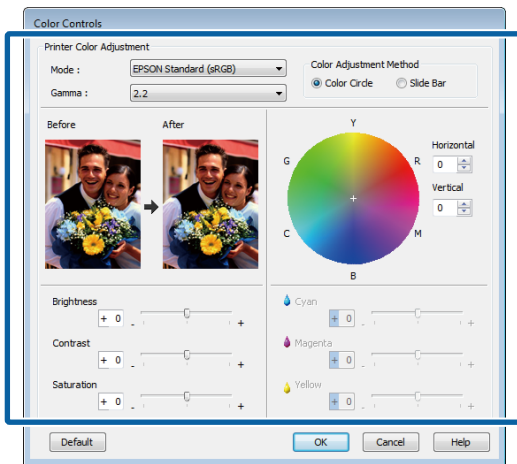 Color Controls
Printer Color Adjustment
Mode : EPSON Standard (sRGB)
Gamma : 2.2
Color Adjustment Method
Color Circle Slide Bar
Before After
Y
G R
C M
B
Horizontal
0
Vertical
0
Brightness
+ 0 - +
Contrast
+ 0 - +
Saturation
+ 0 - +
Cyan
+ 0 - +
Magenta
+ 0 - +
Yellow
+ 0 - +
Default OK Cancel Help